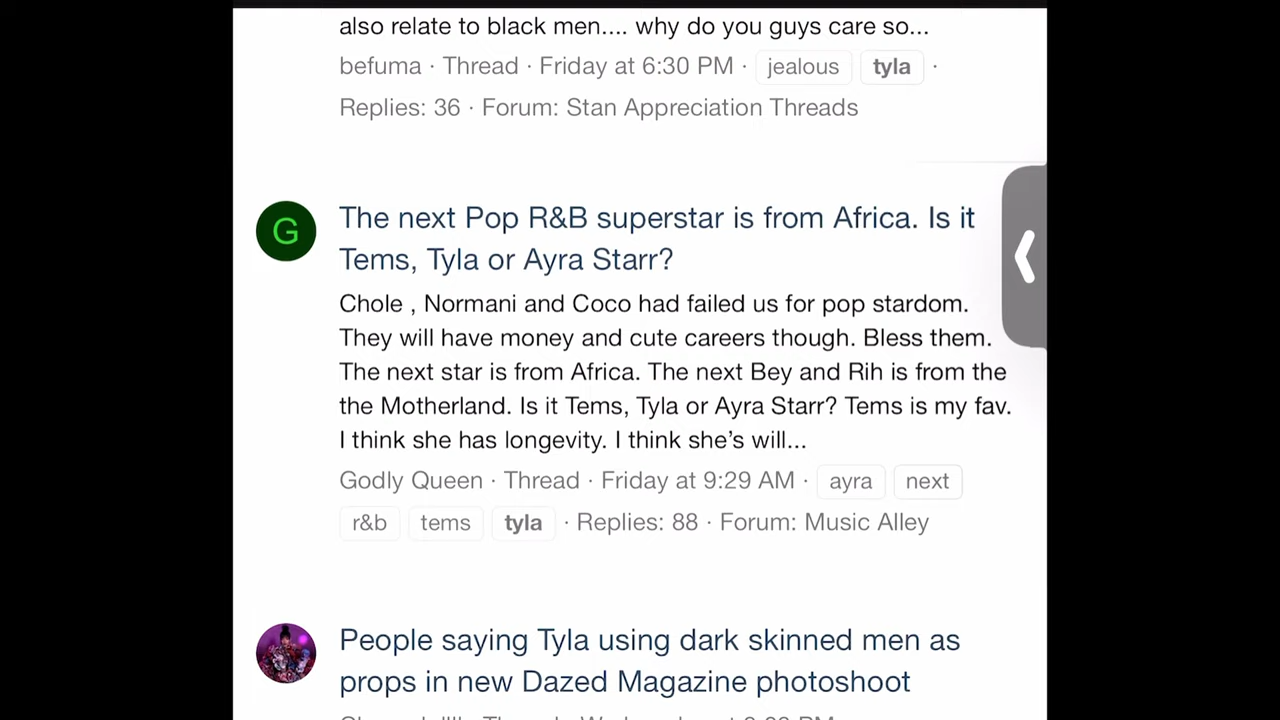 also relate to black men.... why do you guys care so...
befuma · Thread · Friday at 6:30 PM · jealous tyla ·
Replies: 36 · Forum: Stan Appreciation Threads
G
The next Pop R&B superstar is from Africa. Is it
Tems, Tyla or Ayra Starr?
Chole , Normani and Coco had failed us for pop stardom.
They will have money and cute careers though. Bless them.
The next star is from Africa. The next Bey and Rih is from the
the Motherland. Is it Tems, Tyla or Ayra Starr? Tems is my fav.
I think she has longevity. I think she’s will...
Godly Queen · Thread · Friday at 9:29 AM · ayra next
r&b tems tyla · Replies: 88 · Forum: Music Alley
People saying Tyla using dark skinned men as
props in new Dazed Magazine photoshoot